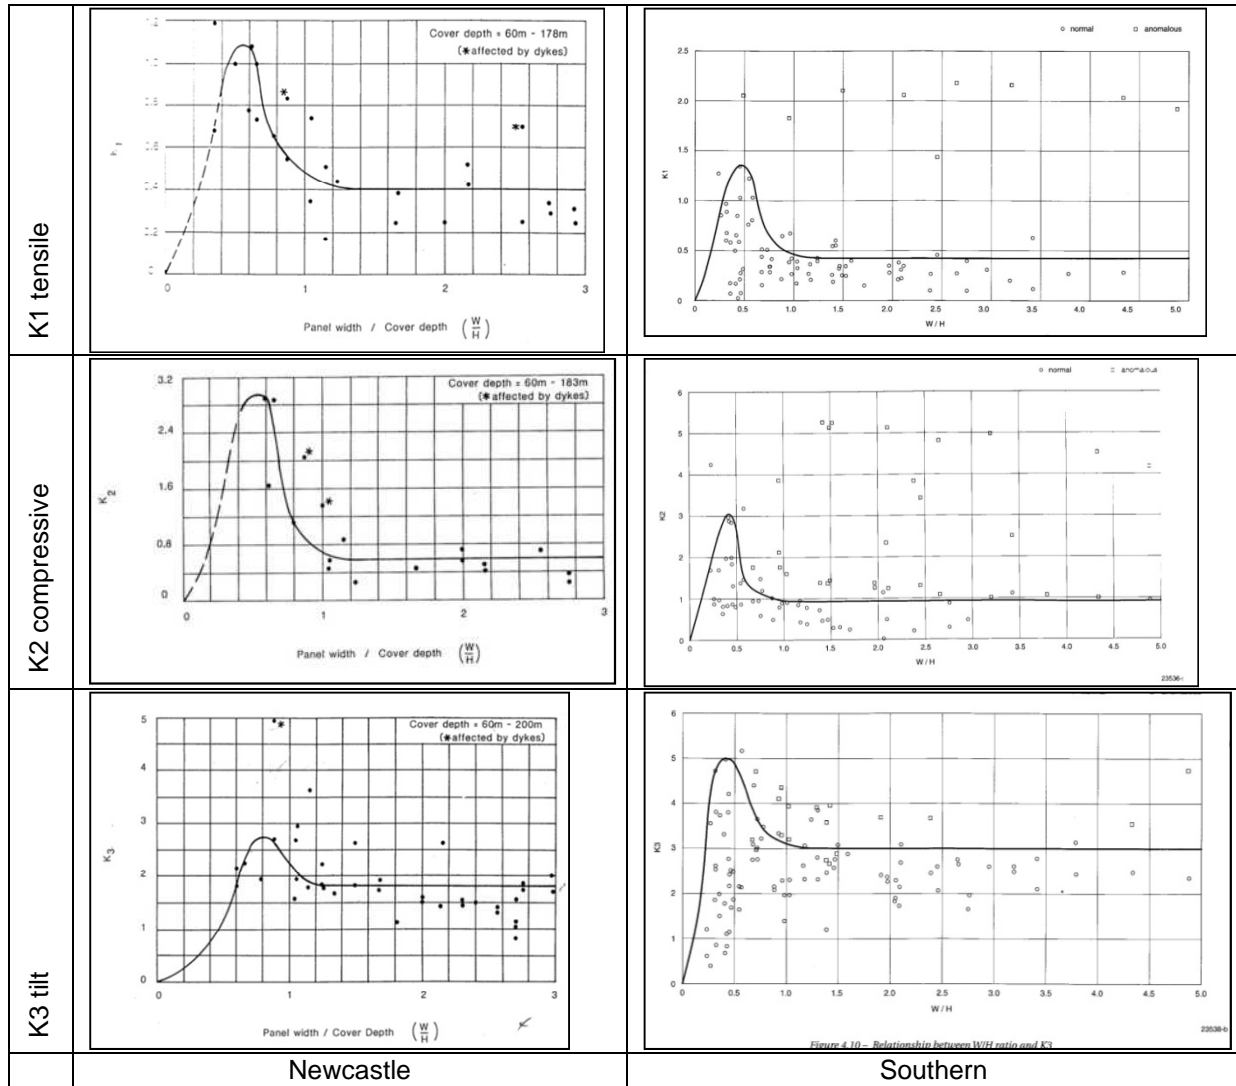 K1 tensile
Cover depth = 60m - 178m
(*affected by dykes)
0
1
2
3
Panel width / Cover depth (W/H)
○ normal □ anomalous
2.5
2.0
1.5
1.0
0.5
0
K1
0 0.5 1.0 1.5 2.0 2.5 3.0 3.5 4.0 4.5 5.0
W / H
K2 compressive
Cover depth = 60m - 183m
(*affected by dykes)
3.2
2.4
1.6
0.8
0
K2
0 1 2 3
Panel width / Cover depth (W/H)
○ normal □ anomalous
6
5
4
3
2
1
0
K2
0 0.5 1.0 1.5 2.0 2.5 3.0 3.5 4.0 4.5 5.0
W / H
K3 tilt
Cover depth = 60m - 200m
(*affected by dykes)
5
4
3
2
1
0
K3
0 1 2 3
Panel width / Cover Depth (W/H)
6
5
4
3
2
1
0
K3
0 0.5 1.0 1.5 2.0 2.5 3.0 3.5 4.0 4.5 5.0
W / H
23538-b
Figure 4.10 – Relationship between W/H ratio and K3
Newcastle
Southern